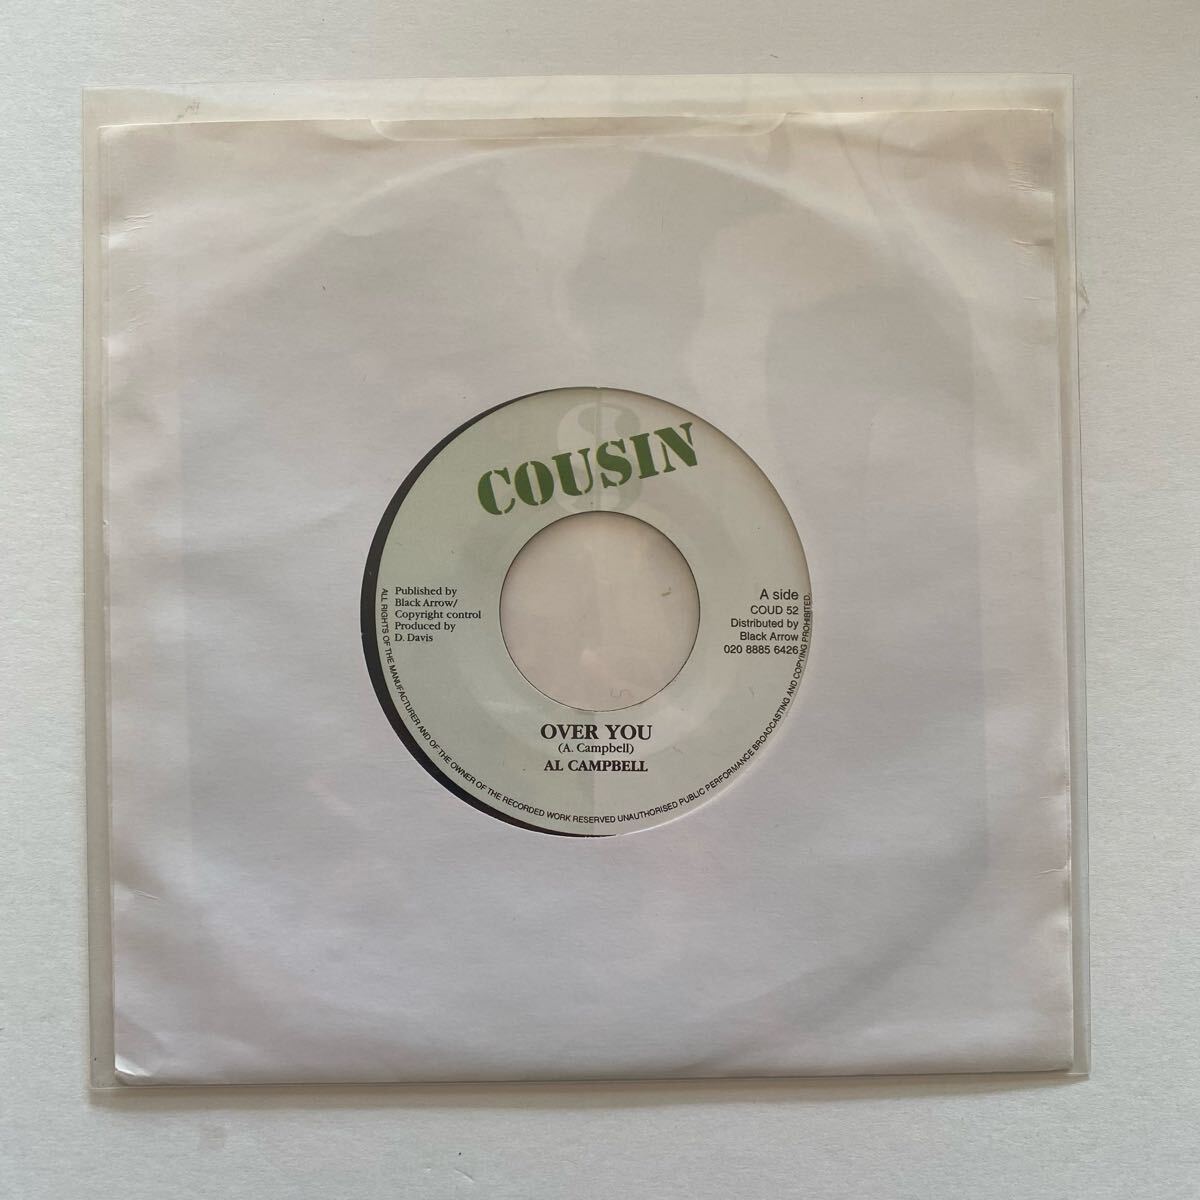 COUSIN
Published by
Black Arrow/
Copyright control
Produced by
D. Davis
A side
COUD 52
Distributed by
Black Arrow
020 8885 6426
OVER YOU
(A. Campbell)
AL CAMPBELL
ALL RIGHTS OF THE MANUFACTURER AND OF THE OWNER OF THE RECORDED WORK RESERVED UNAUTHORISED PUBLIC PERFORMANCE BROADCASTING AND COPYING PROHIBITED.